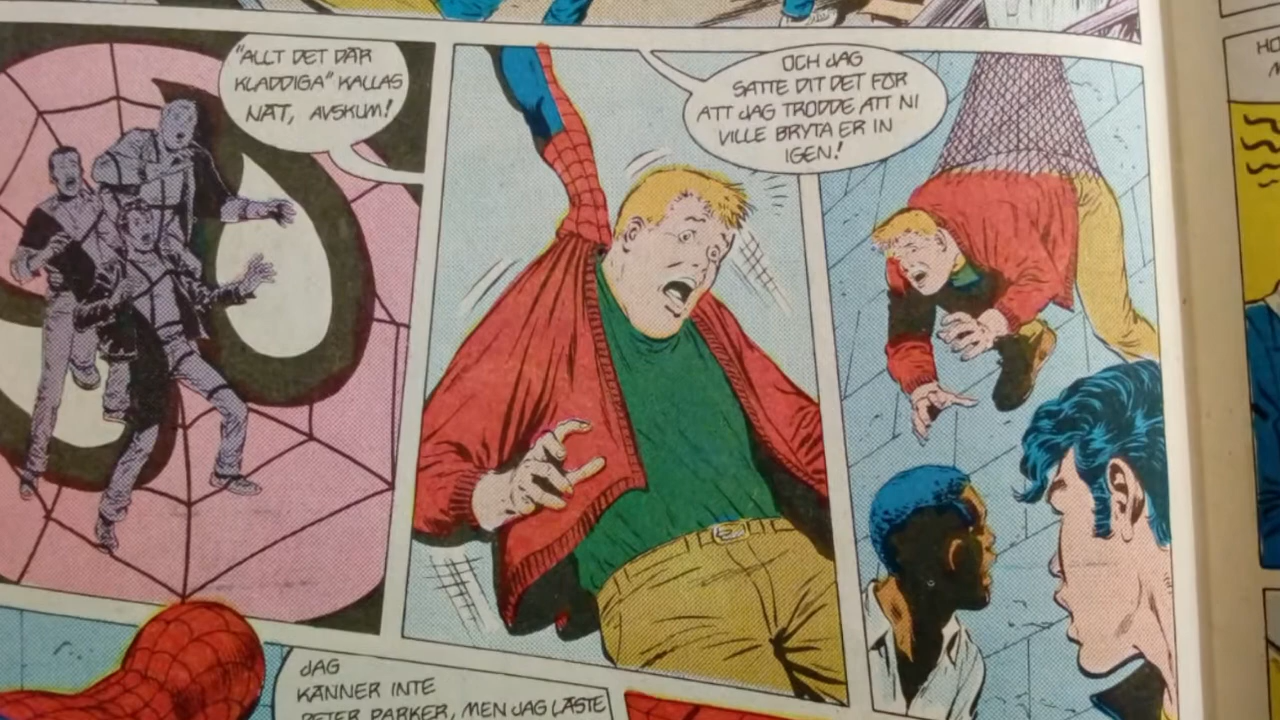 "ALLT DET DÄR
KLADDIGA" KALLAS
NÄT, AVSKUM!
OCH JAG
SATTE DIT DET FÖR
ATT JAG TRODDE ATT NI
VILLE BRYTA ER IN
IGEN!
JAG
KÄNNER INTE
PETER PARKER, MEN JAG LÄSTE